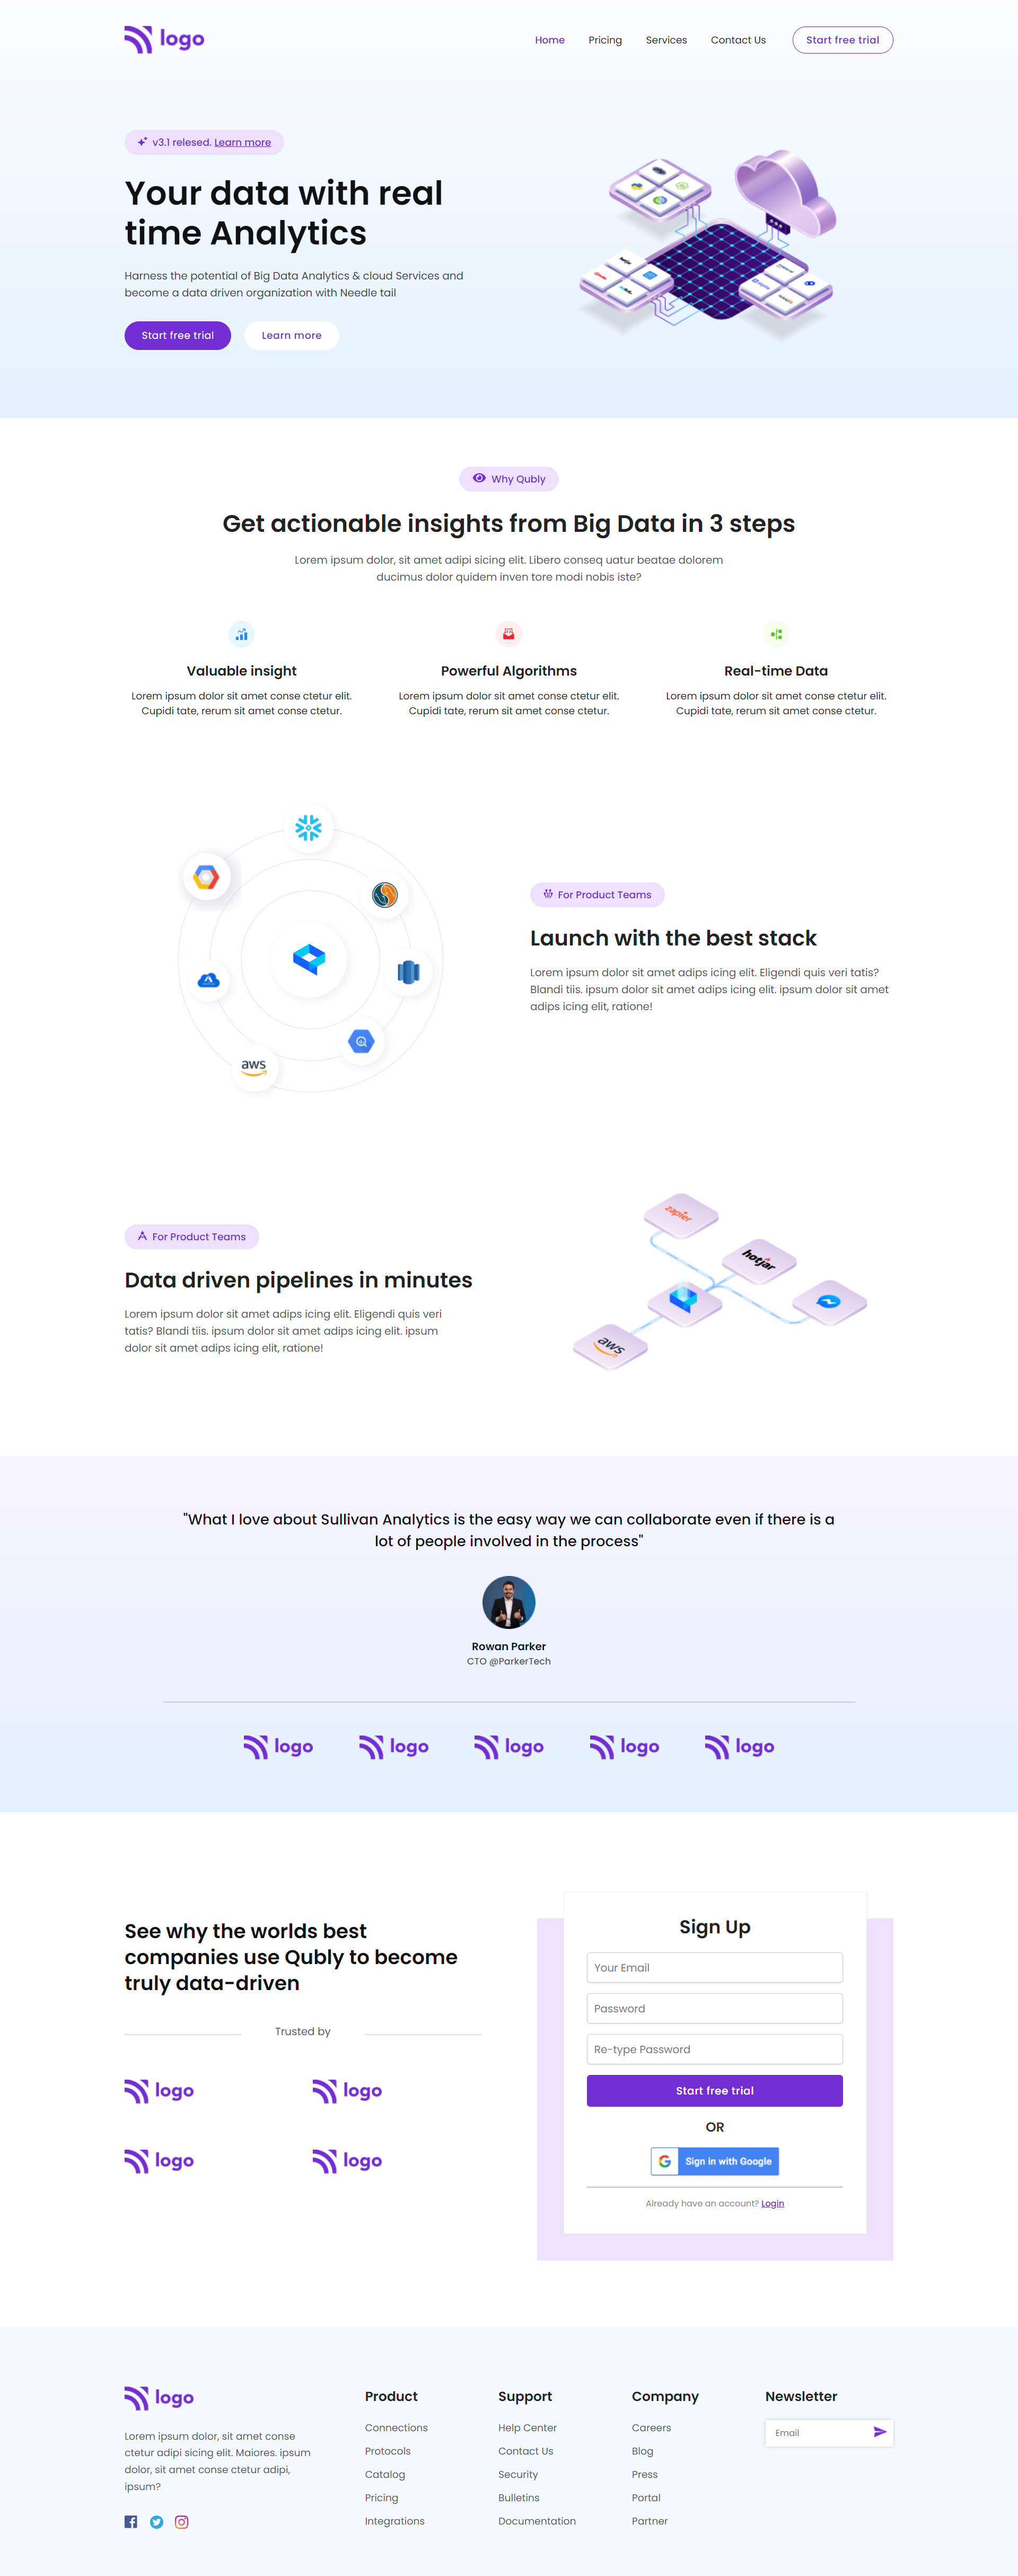 logo
Home Pricing Services Contact Us Start free trial
v3.1 relesed. Learn more
Your data with real
time Analytics
Harness the potential of Big Data Analytics & cloud Services and
become a data driven organization with Needle tail
Start free trial Learn more
Why Qubly
Get actionable insights from Big Data in 3 steps
Lorem ipsum dolor, sit amet adipi sicing elit. Libero conseq uatur beatae dolorem
ducimus dolor quidem inven tore modi nobis iste?
Valuable insight
Lorem ipsum dolor sit amet conse ctetur elit.
Cupidi tate, rerum sit amet conse ctetur.
Powerful Algorithms
Lorem ipsum dolor sit amet conse ctetur elit.
Cupidi tate, rerum sit amet conse ctetur.
Real-time Data
Lorem ipsum dolor sit amet conse ctetur elit.
Cupidi tate, rerum sit amet conse ctetur.
aws
For Product Teams
Launch with the best stack
Lorem ipsum dolor sit amet adips icing elit. Eligendi quis veri tatis?
Blandi tiis. ipsum dolor sit amet adips icing elit. ipsum dolor sit amet
adips icing elit, ratione!
For Product Teams
Data driven pipelines in minutes
Lorem ipsum dolor sit amet adips icing elit. Eligendi quis veri
tatis? Blandi tiis. ipsum dolor sit amet adips icing elit. ipsum
dolor sit amet adips icing elit, ratione!
zapier
hotjar
aws
"What I love about Sullivan Analytics is the easy way we can collaborate even if there is a
lot of people involved in the process"
Rowan Parker
CTO @ParkerTech
logo logo logo logo logo
See why the worlds best
companies use Qubly to become
truly data-driven
Trusted by
logo logo
logo logo
Sign Up
Your Email
Password
Re-type Password
Start free trial
OR
Sign in with Google
Already have an account? Login
logo
Lorem ipsum dolor, sit amet conse
ctetur adipi sicing elit. Maiores. ipsum
dolor, sit amet conse ctetur adipi,
ipsum?
Product
Connections
Protocols
Catalog
Pricing
Integrations
Support
Help Center
Contact Us
Security
Bulletins
Documentation
Company
Careers
Blog
Press
Portal
Partner
Newsletter
Email